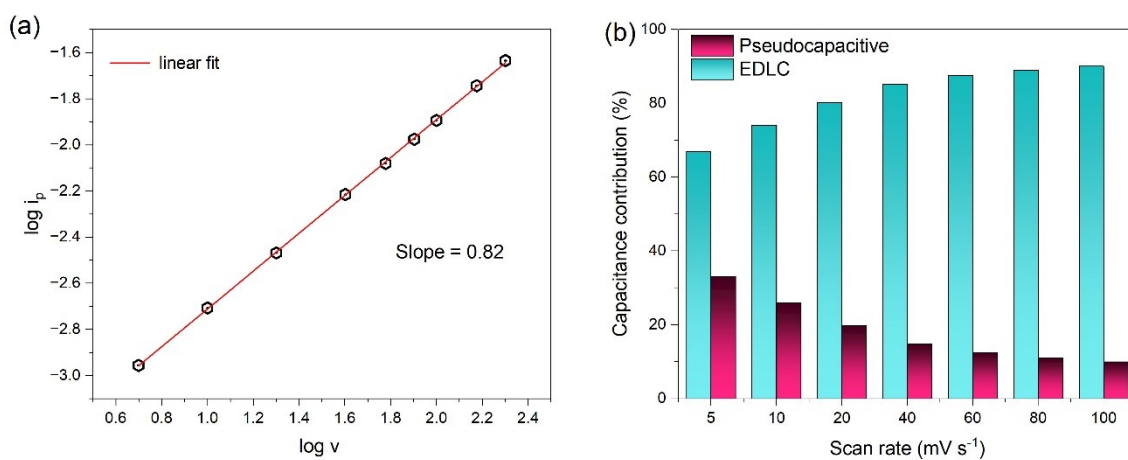 (a)
linear fit
Slope = 0.82
log i_p
−1.6
−1.8
−2.0
−2.2
−2.4
−2.6
−2.8
−3.0
0.6 0.8 1.0 1.2 1.4 1.6 1.8 2.0 2.2 2.4
log v
(b)
Pseudocapacitive
EDLC
Capacitance contribution (%)
100
80
60
40
20
0
5 10 20 40 60 80 100
Scan rate (mV s⁻¹)